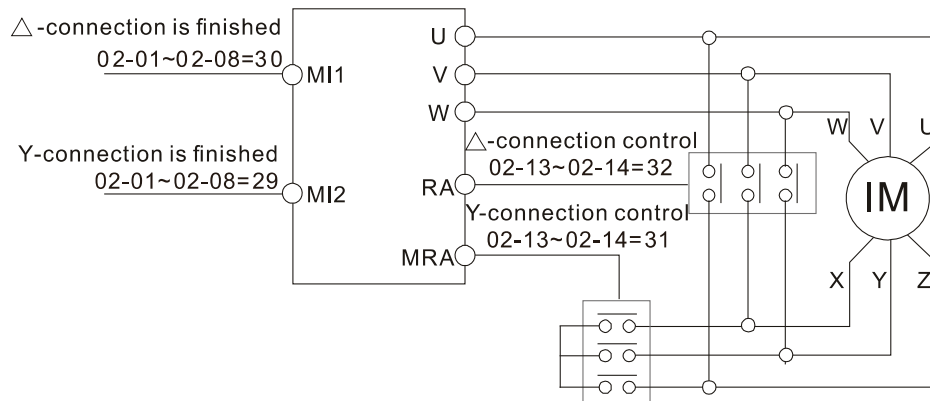 △-connection is finished
02-01~02-08=30
MI1
Y-connection is finished
02-01~02-08=29
MI2
U
V
W
△-connection control
02-13~02-14=32
RA
Y-connection control
02-13~02-14=31
MRA
W V U
IM
X Y Z